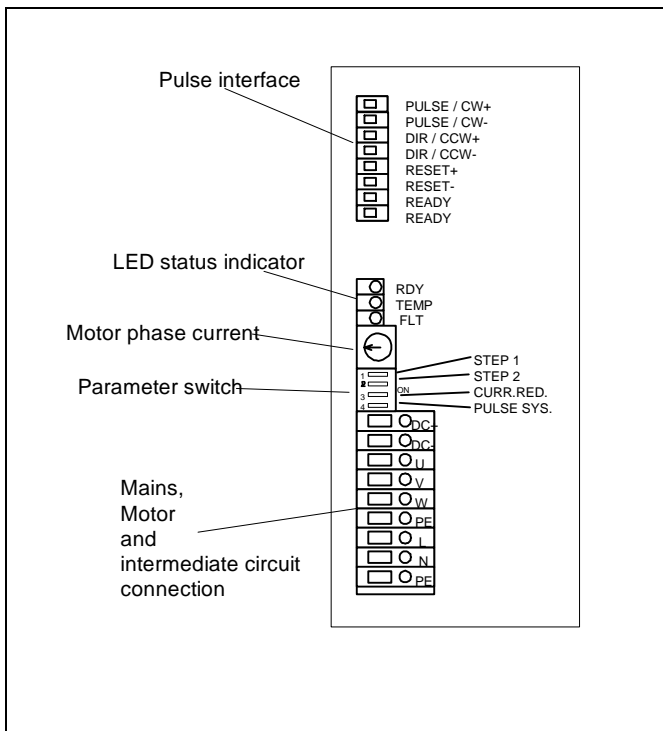 Pulse interface
PULSE / CW+
PULSE / CW-
DIR / CCW+
DIR / CCW-
RESET+
RESET-
READY
READY
LED status indicator
RDY
TEMP
FLT
Motor phase current
Parameter switch
1
2
3
4
ON
STEP 1
STEP 2
CURR.RED.
PULSE SYS.
Mains,
Motor
and
intermediate circuit
connection
DC+
DC-
U
V
W
PE
L
N
PE